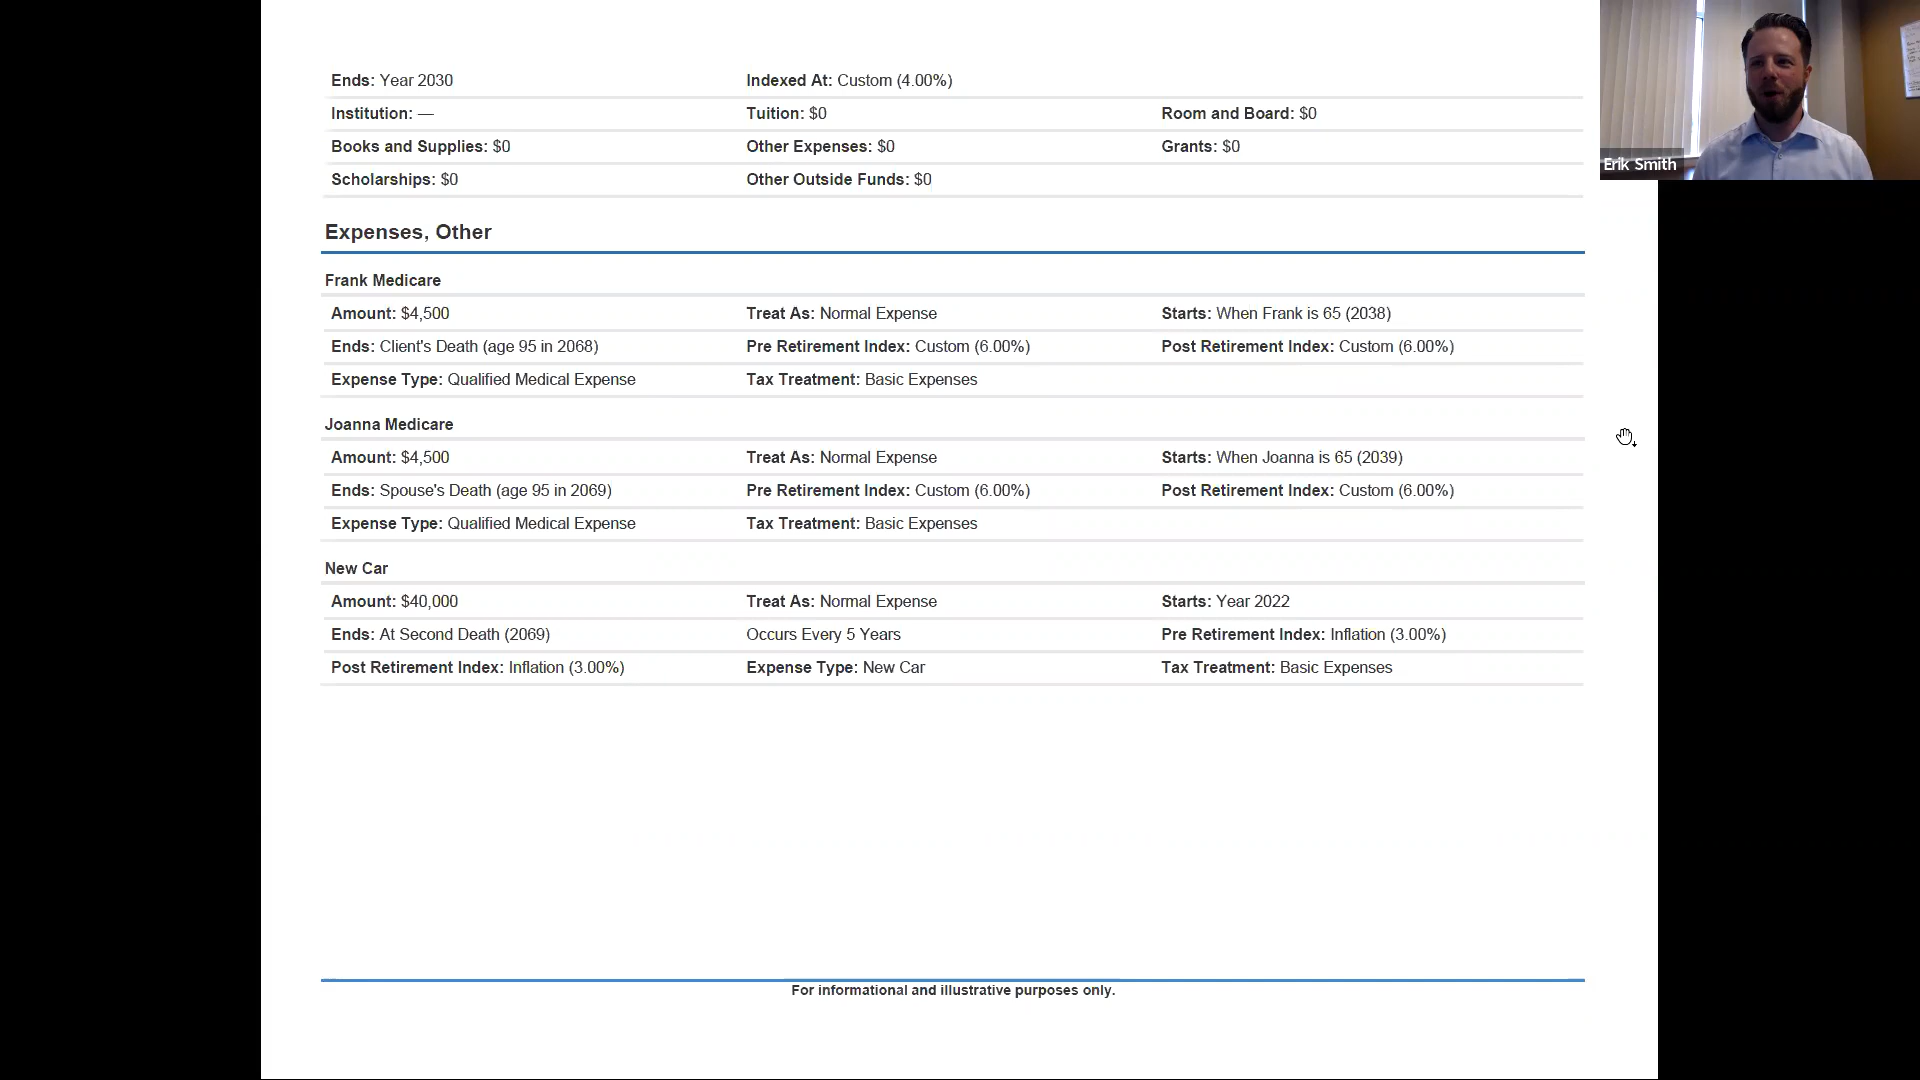 Ends: Year 2030 Indexed At: Custom (4.00%)
Institution: — Tuition: $0 Room and Board: $0
Books and Supplies: $0 Other Expenses: $0 Grants: $0
Scholarships: $0 Other Outside Funds: $0
Erik Smith
Expenses, Other
Frank Medicare
Amount: $4,500 Treat As: Normal Expense Starts: When Frank is 65 (2038)
Ends: Client's Death (age 95 in 2068) Pre Retirement Index: Custom (6.00%) Post Retirement Index: Custom (6.00%)
Expense Type: Qualified Medical Expense Tax Treatment: Basic Expenses
Joanna Medicare
Amount: $4,500 Treat As: Normal Expense Starts: When Joanna is 65 (2039)
Ends: Spouse's Death (age 95 in 2069) Pre Retirement Index: Custom (6.00%) Post Retirement Index: Custom (6.00%)
Expense Type: Qualified Medical Expense Tax Treatment: Basic Expenses
New Car
Amount: $40,000 Treat As: Normal Expense Starts: Year 2022
Ends: At Second Death (2069) Occurs Every 5 Years Pre Retirement Index: Inflation (3.00%)
Post Retirement Index: Inflation (3.00%) Expense Type: New Car Tax Treatment: Basic Expenses
For informational and illustrative purposes only.